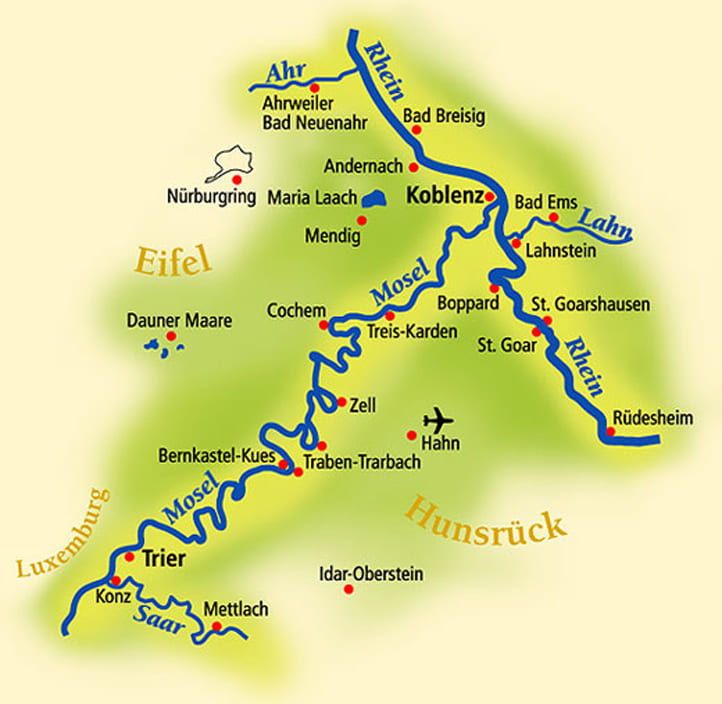 Rhein
Ahr
Ahrweiler
Bad Neuenahr
Bad Breisig
Andernach
Nürburgring
Maria Laach
Koblenz
Bad Ems
Lahn
Mendig
Lahnstein
Eifel
Mosel
Boppard
Cochem
St. Goarshausen
Dauner Maare
Treis-Karden
St. Goar
Rhein
Zell
Rüdesheim
Hahn
Bernkastel-Kues
Traben-Trarbach
Mosel
Hunsrück
Luxemburg
Trier
Idar-Oberstein
Konz
Saar
Mettlach